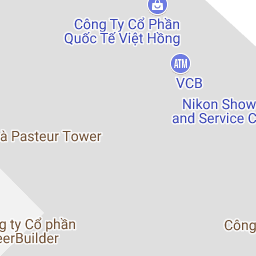 Công Ty Cổ Phần
Quốc Tế Việt Hồng
ATM
VCB
Nikon Show
and Service C
à Pasteur Tower
g ty Cổ phần
eerBuilder
Công